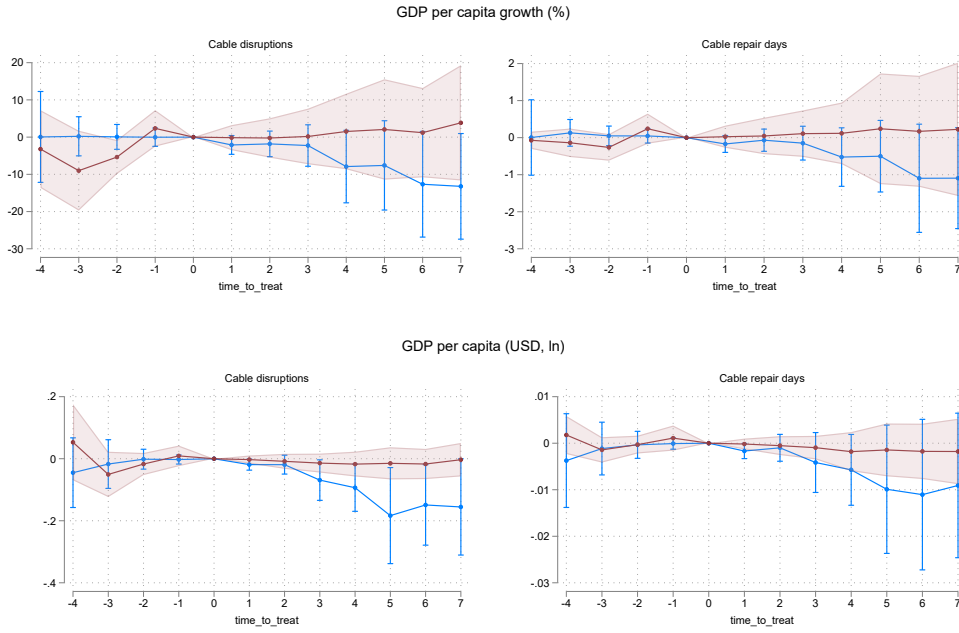 GDP per capita growth (%)
Cable disruptions
20
10
0
-10
-20
-30
-4 -3 -2 -1 0 1 2 3 4 5 6 7
time_to_treat
Cable repair days
2
1
0
-1
-2
-3
-4 -3 -2 -1 0 1 2 3 4 5 6 7
time_to_treat
GDP per capita (USD, ln)
Cable disruptions
.2
0
-.2
-.4
-4 -3 -2 -1 0 1 2 3 4 5 6 7
time_to_treat
Cable repair days
.01
0
-.01
-.02
-.03
-4 -3 -2 -1 0 1 2 3 4 5 6 7
time_to_treat